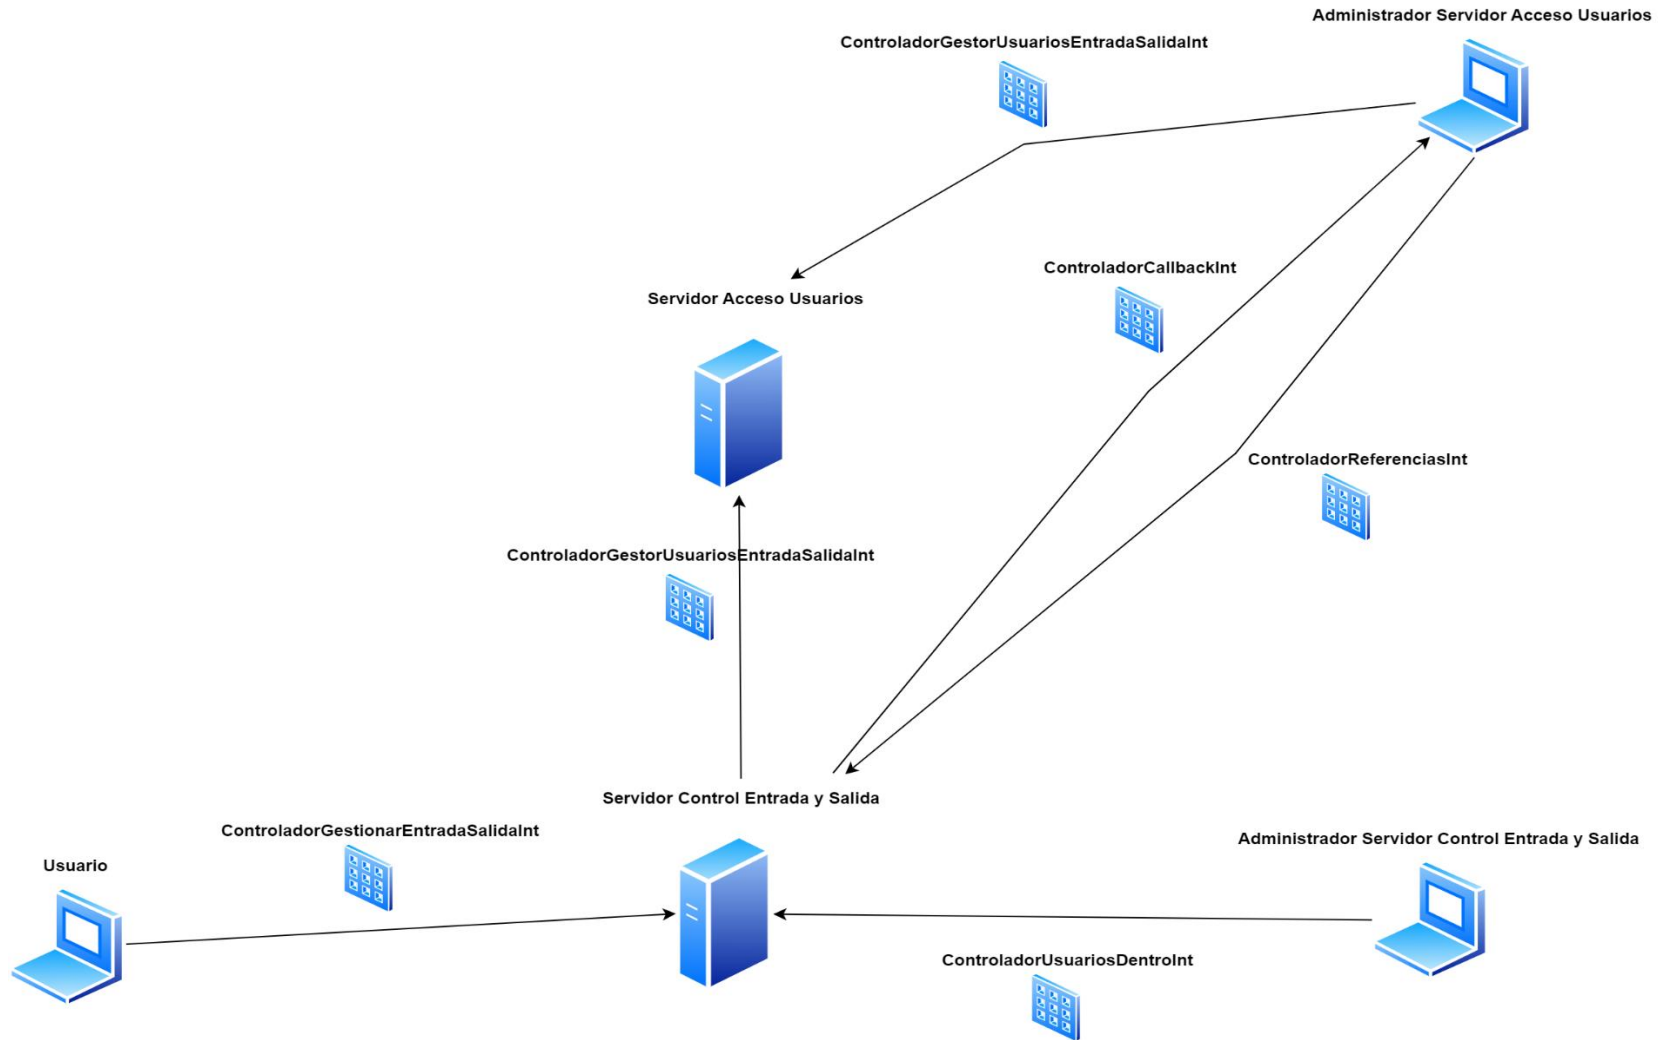 Administrador Servidor Acceso Usuarios
ControladorGestorUsuariosEntradaSalidaInt
ControladorCallbackInt
Servidor Acceso Usuarios
ControladorReferenciasInt
ControladorGestorUsuariosEntradaSalidaInt
Servidor Control Entrada y Salida
ControladorGestionarEntradaSalidaInt
Administrador Servidor Control Entrada y Salida
Usuario
ControladorUsuariosDentroInt